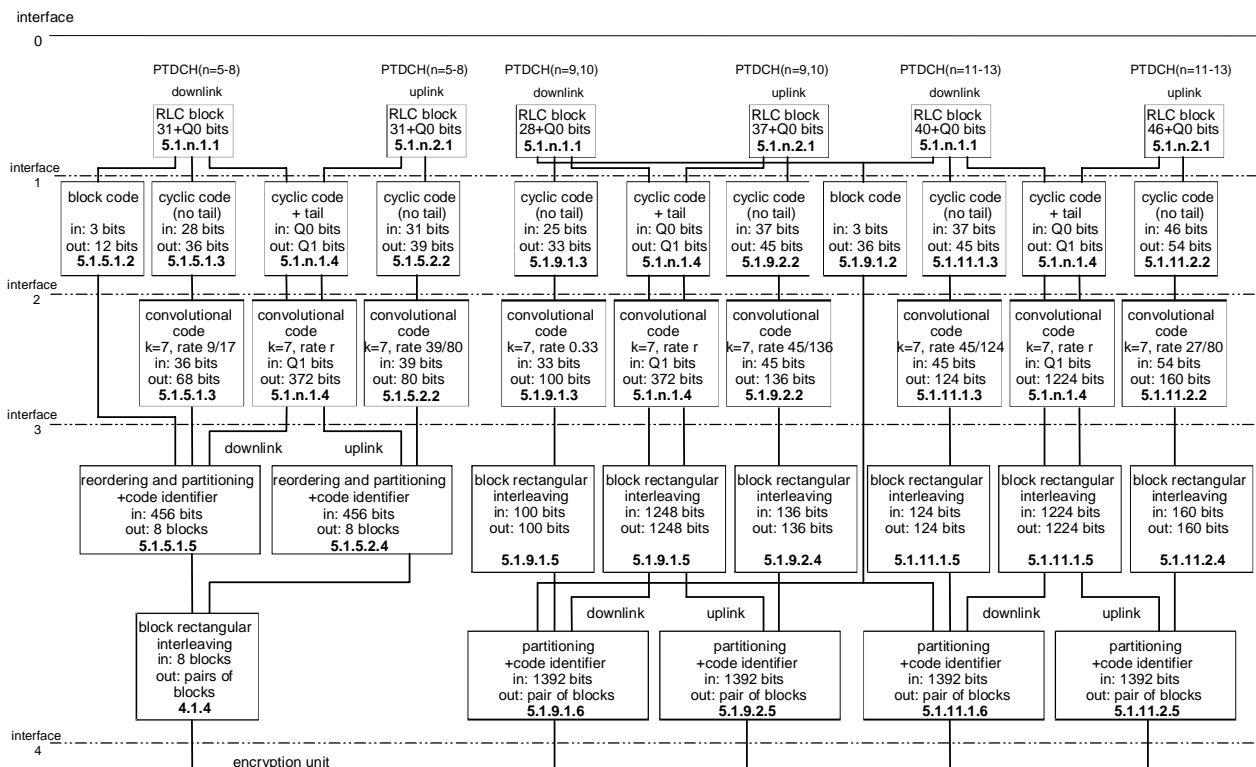 interface
0
PTDCH(n=5-8)
downlink
PTDCH(n=5-8)
uplink
PTDCH(n=9,10)
downlink
PTDCH(n=9,10)
uplink
PTDCH(n=11-13)
downlink
PTDCH(n=11-13)
uplink
RLC block
31+Q0 bits
5.1.n.1.1
RLC block
31+Q0 bits
5.1.n.2.1
RLC block
28+Q0 bits
5.1.n.1.1
RLC block
37+Q0 bits
5.1.n.2.1
RLC block
40+Q0 bits
5.1.n.1.1
RLC block
46+Q0 bits
5.1.n.2.1
interface
1
block code
in: 3 bits
out: 12 bits
5.1.5.1.2
cyclic code
(no tail)
in: 28 bits
out: 36 bits
5.1.5.1.3
cyclic code
+ tail
in: Q0 bits
out: Q1 bits
5.1.n.1.4
cyclic code
(no tail)
in: 31 bits
out: 39 bits
5.1.5.2.2
cyclic code
(no tail)
in: 25 bits
out: 33 bits
5.1.9.1.3
cyclic code
+ tail
in: Q0 bits
out: Q1 bits
5.1.n.1.4
cyclic code
(no tail)
in: 37 bits
out: 45 bits
5.1.9.2.2
block code
in: 3 bits
out: 36 bits
5.1.9.1.2
cyclic code
(no tail)
in: 37 bits
out: 45 bits
5.1.11.1.3
cyclic code
+ tail
in: Q0 bits
out: Q1 bits
5.1.n.1.4
cyclic code
(no tail)
in: 46 bits
out: 54 bits
5.1.11.2.2
interface
2
convolutional
code
k=7, rate 9/17
in: 36 bits
out: 68 bits
5.1.5.1.3
convolutional
code
k=7, rate r
in: Q1 bits
out: 372 bits
5.1.n.1.4
convolutional
code
k=7, rate 39/80
in: 39 bits
out: 80 bits
5.1.5.2.2
convolutional
code
k=7, rate 0.33
in: 33 bits
out: 100 bits
5.1.9.1.3
convolutional
code
k=7, rate r
in: Q1 bits
out: 372 bits
5.1.n.1.4
convolutional
code
k=7, rate 45/136
in: 45 bits
out: 136 bits
5.1.9.2.2
convolutional
code
k=7, rate 45/124
in: 45 bits
out: 124 bits
5.1.11.1.3
convolutional
code
k=7, rate r
in: Q1 bits
out: 1224 bits
5.1.n.1.4
convolutional
code
k=7, rate 27/80
in: 54 bits
out: 160 bits
5.1.11.2.2
interface
3
downlink
uplink
reordering and partitioning
+code identifier
in: 456 bits
out: 8 blocks
5.1.5.1.5
reordering and partitioning
+code identifier
in: 456 bits
out: 8 blocks
5.1.5.2.4
block rectangular
interleaving
in: 100 bits
out: 100 bits
5.1.9.1.5
block rectangular
interleaving
in: 1248 bits
out: 1248 bits
5.1.9.1.5
block rectangular
interleaving
in: 136 bits
out: 136 bits
5.1.9.2.4
block rectangular
interleaving
in: 124 bits
out: 124 bits
5.1.11.1.5
block rectangular
interleaving
in: 1224 bits
out: 1224 bits
5.1.11.1.5
block rectangular
interleaving
in: 160 bits
out: 160 bits
5.1.11.2.4
downlink
uplink
downlink
uplink
block rectangular
interleaving
in: 8 blocks
out: pairs of
blocks
4.1.4
partitioning
+code identifier
in: 1392 bits
out: pair of blocks
5.1.9.1.6
partitioning
+code identifier
in: 1392 bits
out: pair of blocks
5.1.9.2.5
partitioning
+code identifier
in: 1392 bits
out: pair of blocks
5.1.11.1.6
partitioning
+code identifier
in: 1392 bits
out: pair of blocks
5.1.11.2.5
interface
4
encryption unit